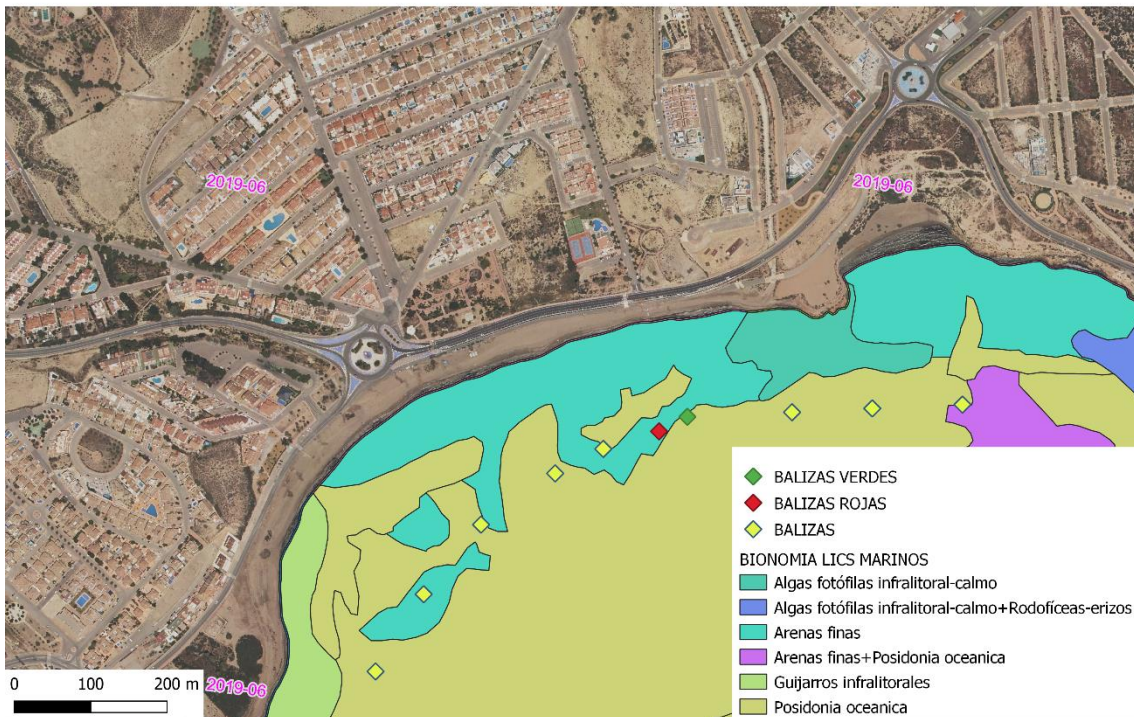 2019-06
2019-06
BALIZAS VERDES
BALIZAS ROJAS
BALIZAS
BIONOMIA LICS MARINOS
Algas fotófilas infralitoral-calmo
Algas fotófilas infralitoral-calmo+Rodofíceas-erizos
Arenas finas
Arenas finas+Posidonia oceanica
Guijarros infralitorales
Posidonia oceanica
0 100 200 m
2019-06